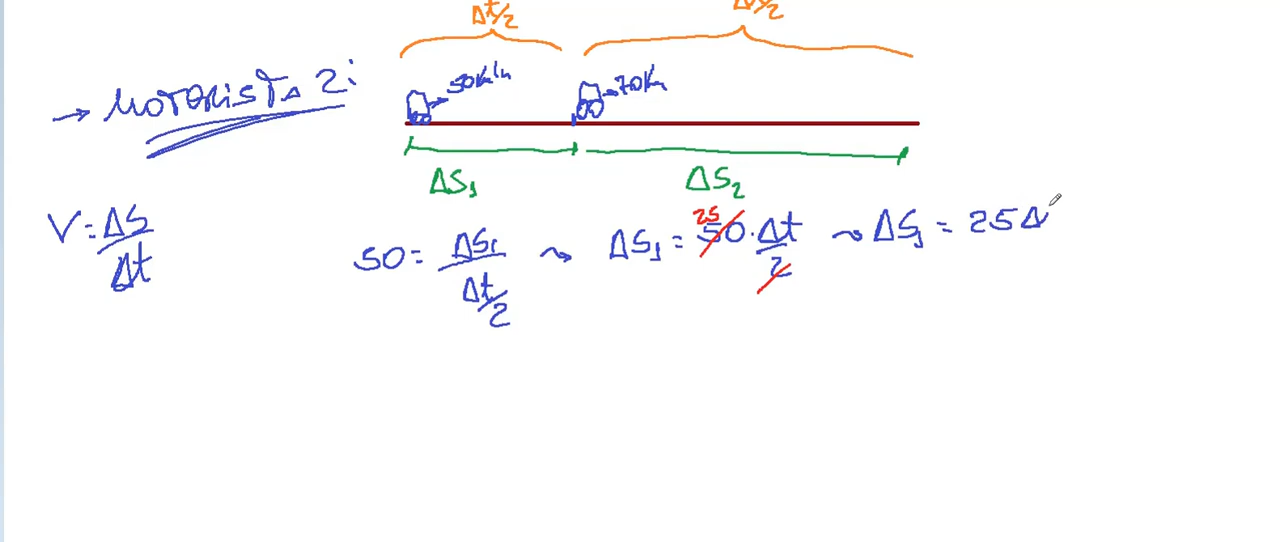 Δt/2 Δt/2
→ MOTORISTA 2:
50Km/h 70Km
ΔS₁ ΔS₂
V = ΔS/Δt
50 = ΔS₁/(Δt/2) ⤳ ΔS₁ = 50 · Δt/2 ⤳ ΔS₁ = 25Δ
25